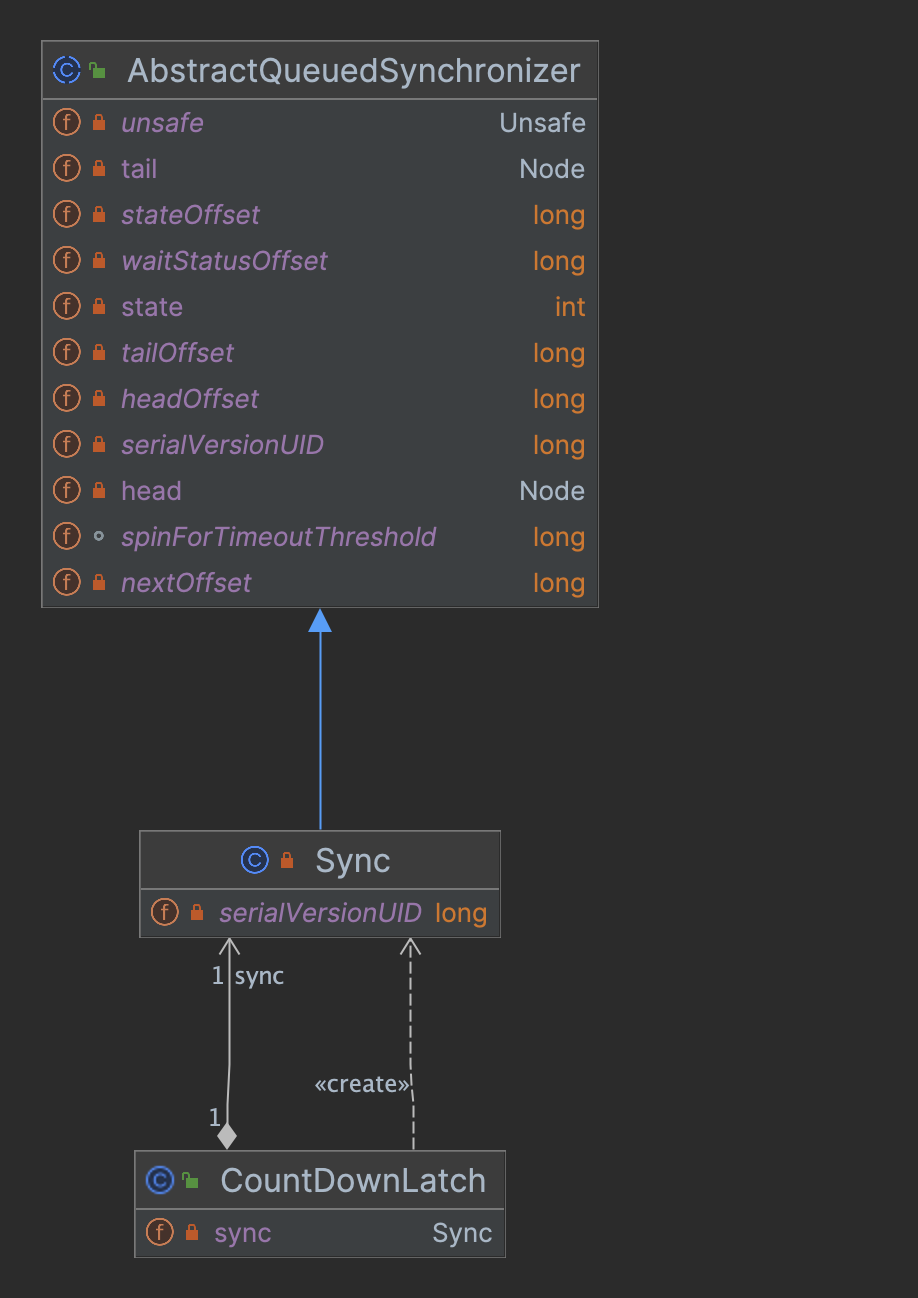 AbstractQueuedSynchronizer
unsafe Unsafe
tail Node
stateOffset long
waitStatusOffset long
state int
tailOffset long
headOffset long
serialVersionUID long
head Node
spinForTimeoutThreshold long
nextOffset long
Sync
serialVersionUID long
1 sync
«create»
1
CountDownLatch
sync Sync